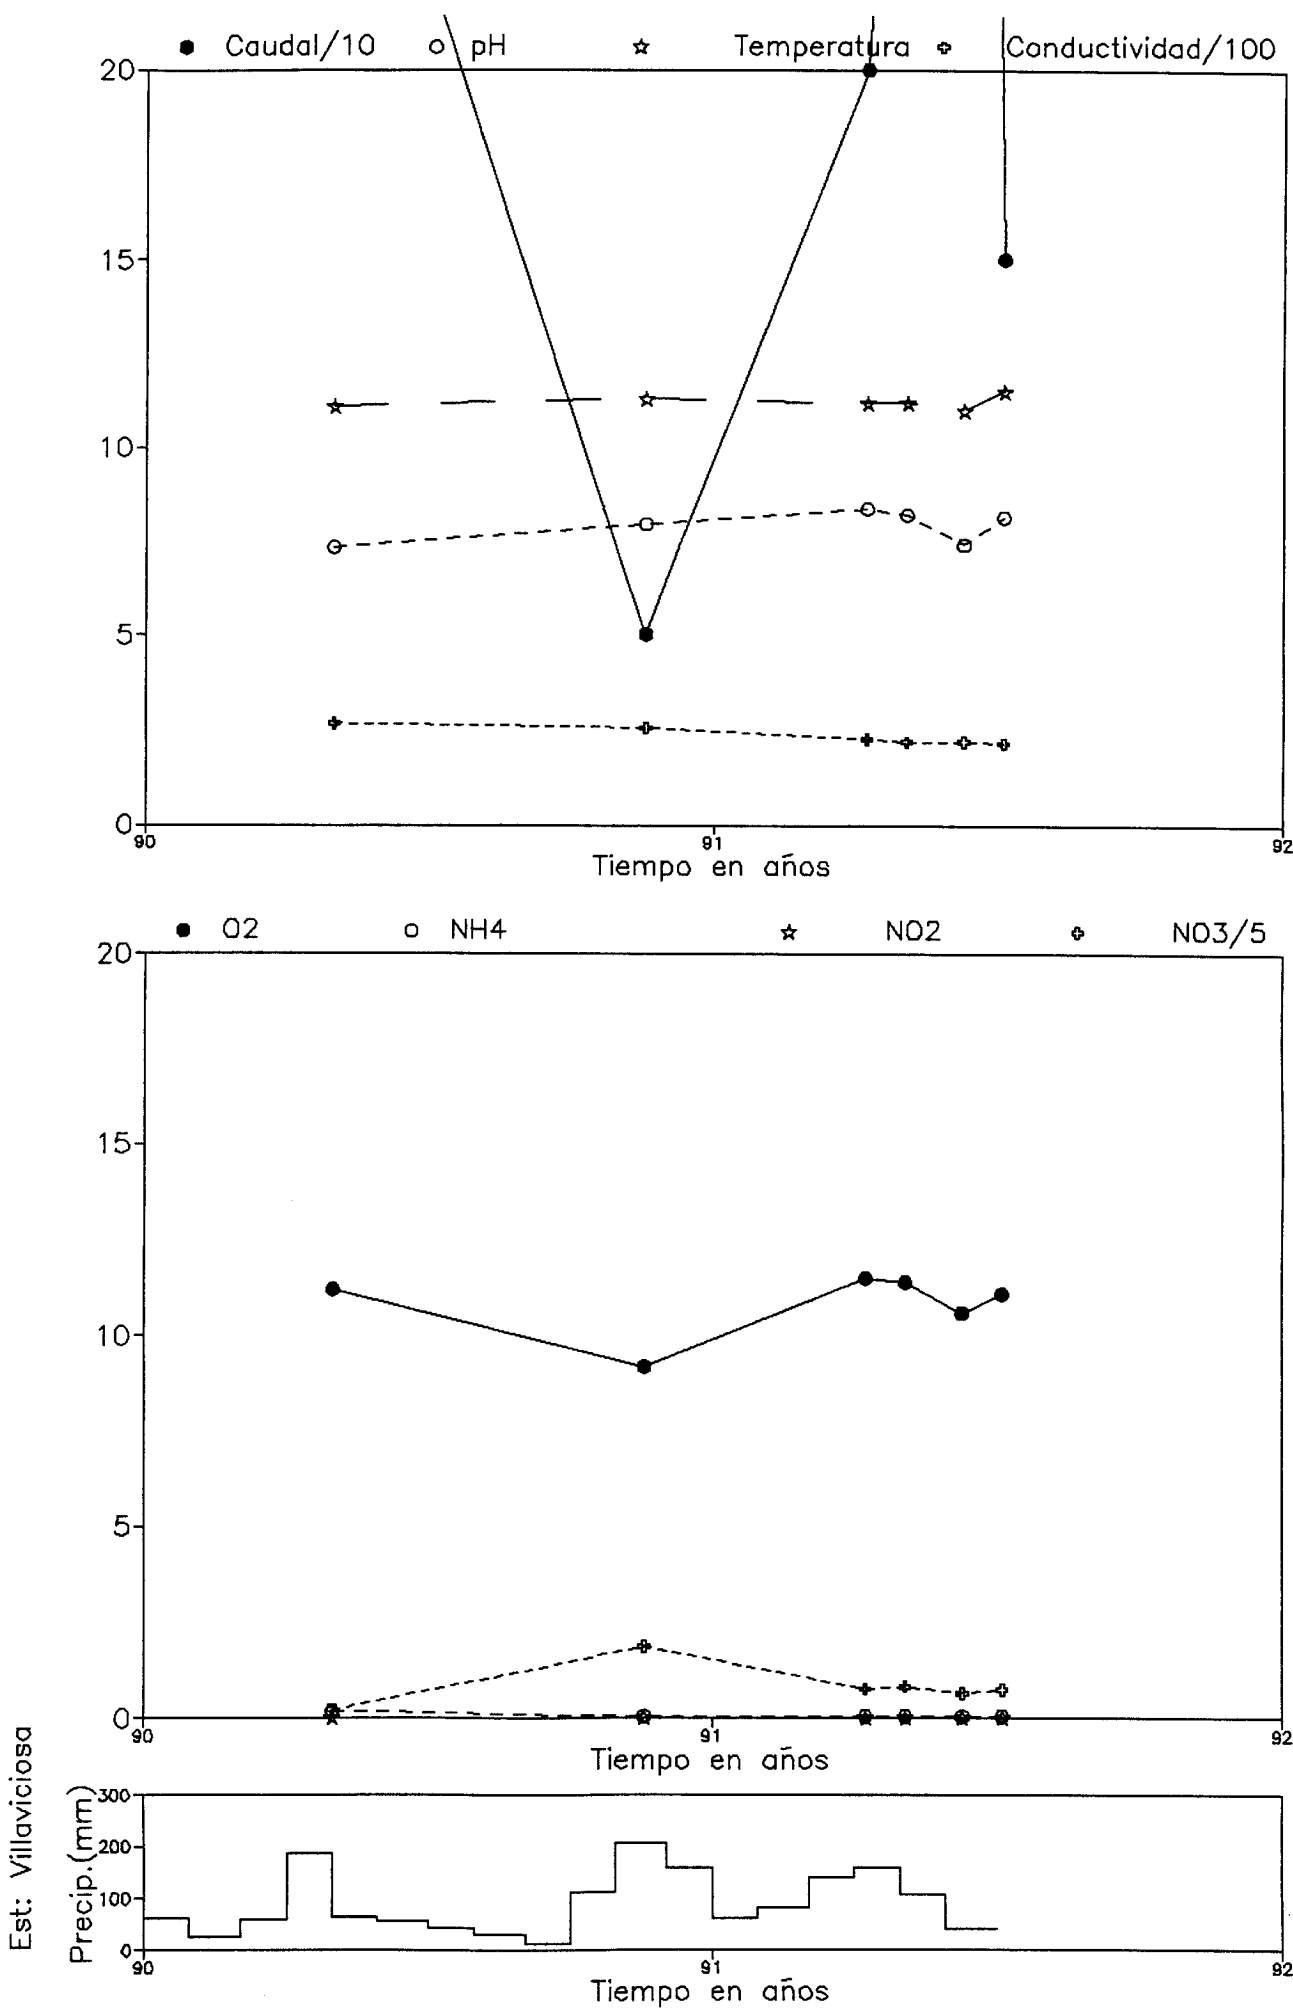 Caudal/10 pH Temperatura Conductividad/100
20
15
10
5
0
90 91 92
Tiempo en años
O2 NH4 NO2 NO3/5
20
15
10
5
0
90 91 92
Tiempo en años
Est: Villaviciosa
Precip.(mm)
300
200
100
0
90 91 92
Tiempo en años